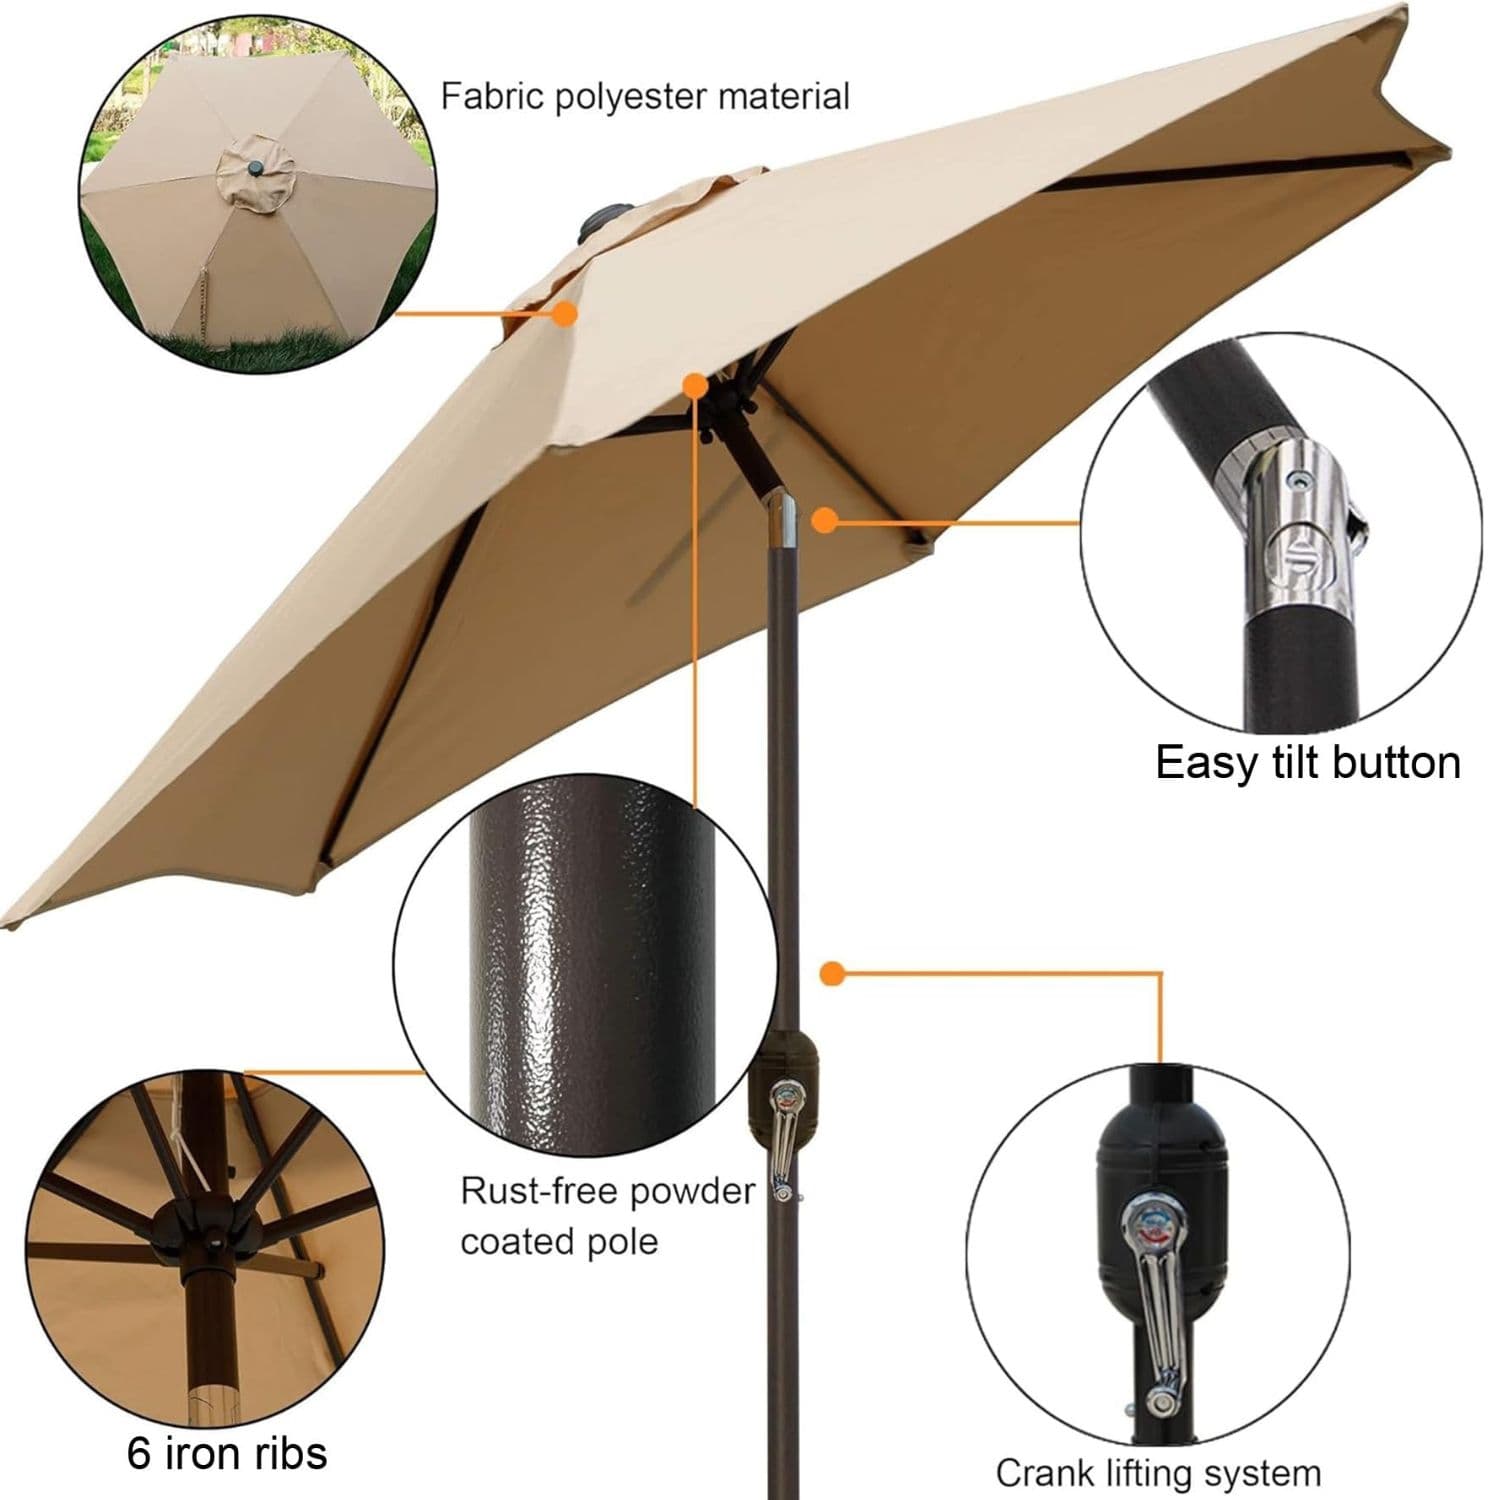 Fabric polyester material
Easy tilt button
Rust-free powder
coated pole
6 iron ribs
Crank lifting system